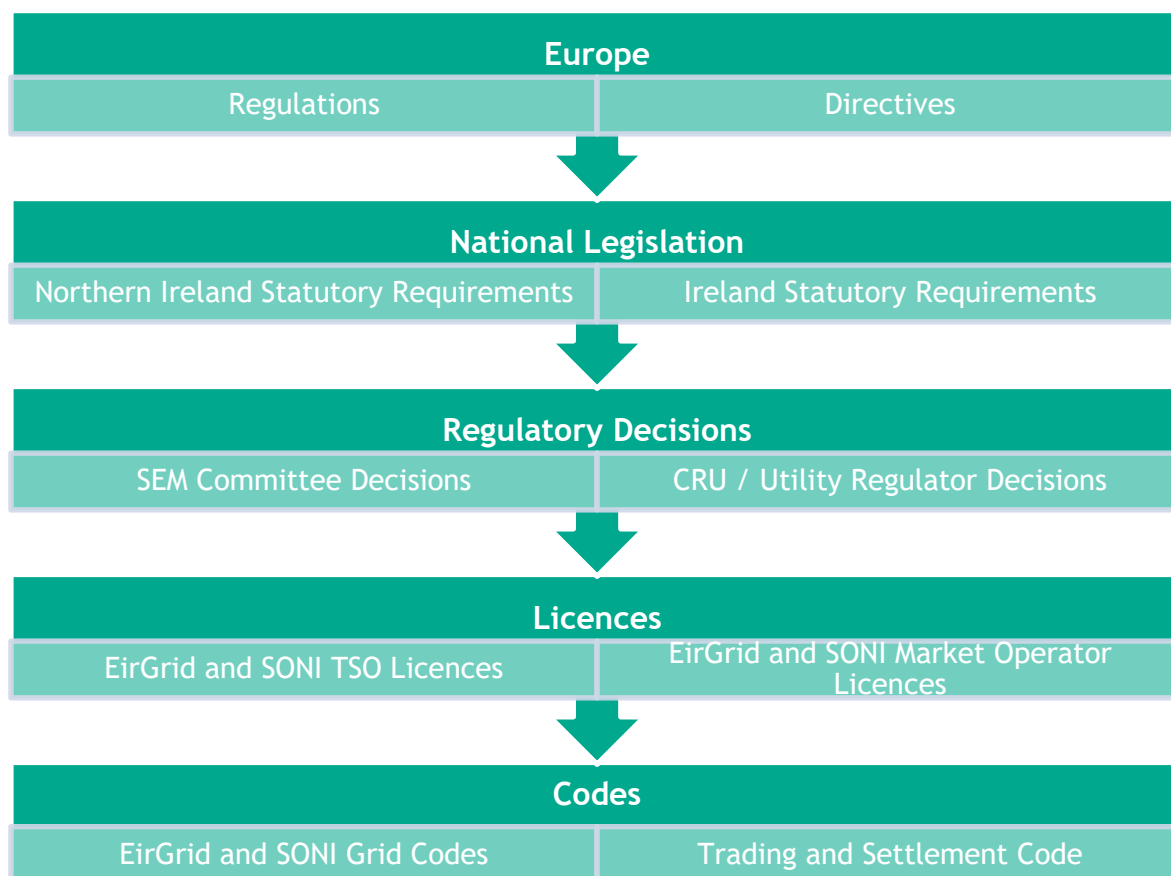 Europe
Regulations
Directives
National Legislation
Northern Ireland Statutory Requirements
Ireland Statutory Requirements
Regulatory Decisions
SEM Committee Decisions
CRU / Utility Regulator Decisions
Licences
EirGrid and SONI TSO Licences
EirGrid and SONI Market Operator
Licences
Codes
EirGrid and SONI Grid Codes
Trading and Settlement Code